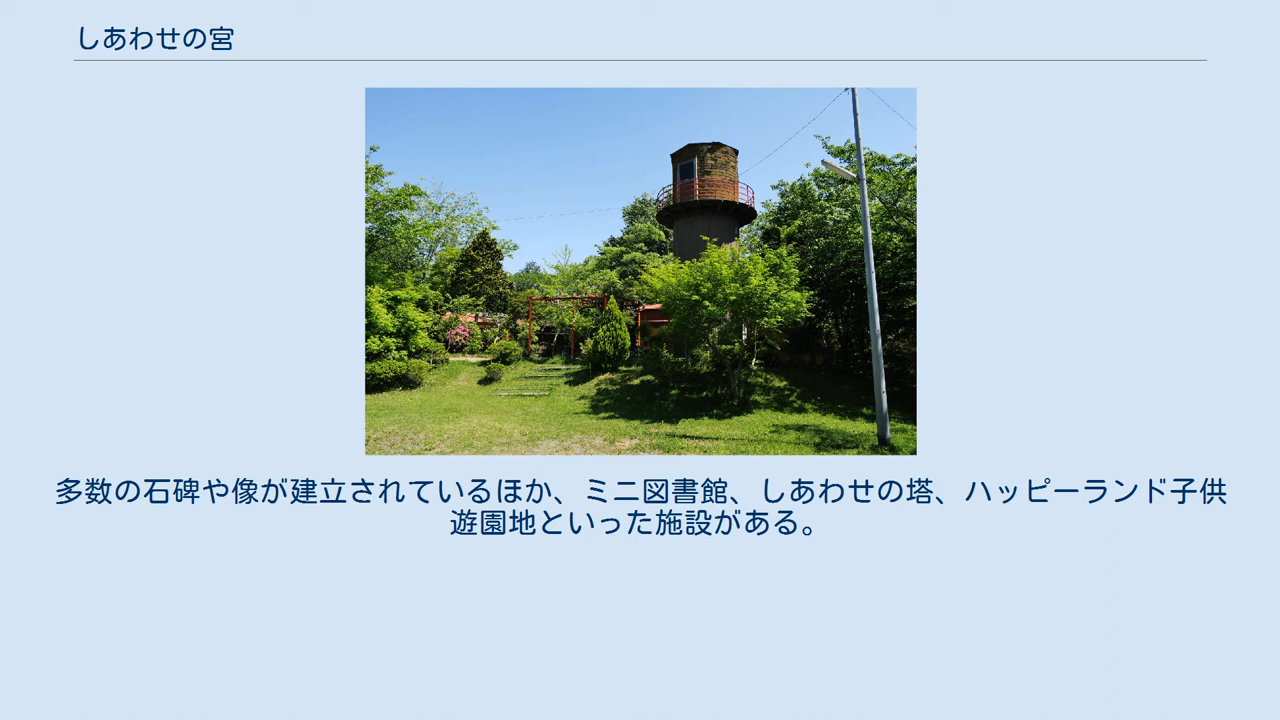 しあわせの宮
多数の石碑や像が建立されているほか、ミニ図書館、しあわせの塔、ハッピーランド子供
遊園地といった施設がある。